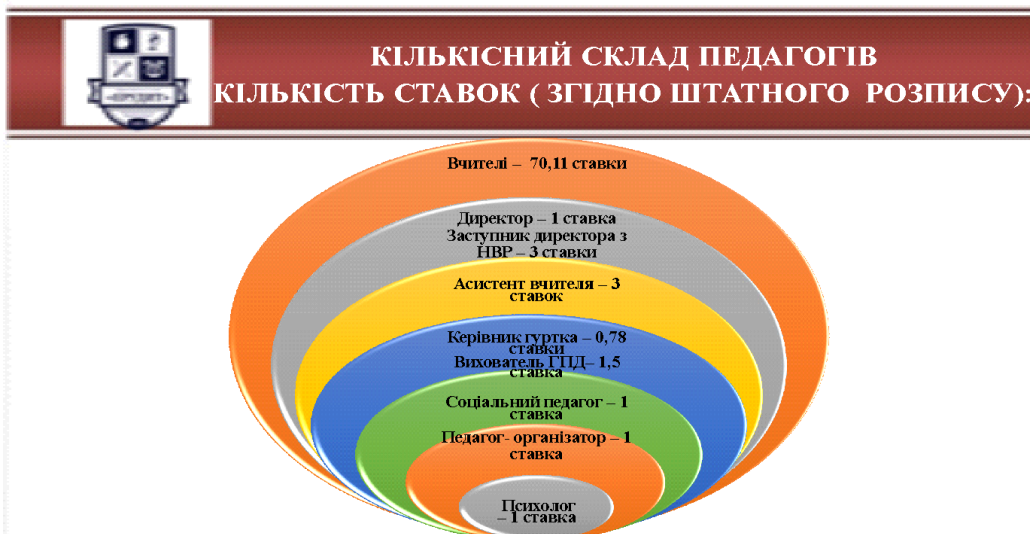 КІЛЬКІСНИЙ СКЛАД ПЕДАГОГІВ
КІЛЬКІСТЬ СТАВОК ( ЗГІДНО ШТАТНОГО РОЗПИСУ):
«КРЕДИТ»
Вчителі – 70,11 ставки
Директор – 1 ставка
Заступник директора з
НВР – 3 ставки
Асистент вчителя – 3
ставок
Керівник гуртка – 0,78
ставки
Вихователь ГПД– 1,5
ставка
Соціальний педагог – 1
ставка
Педагог- організатор – 1
ставка
Психолог
– 1 ставка